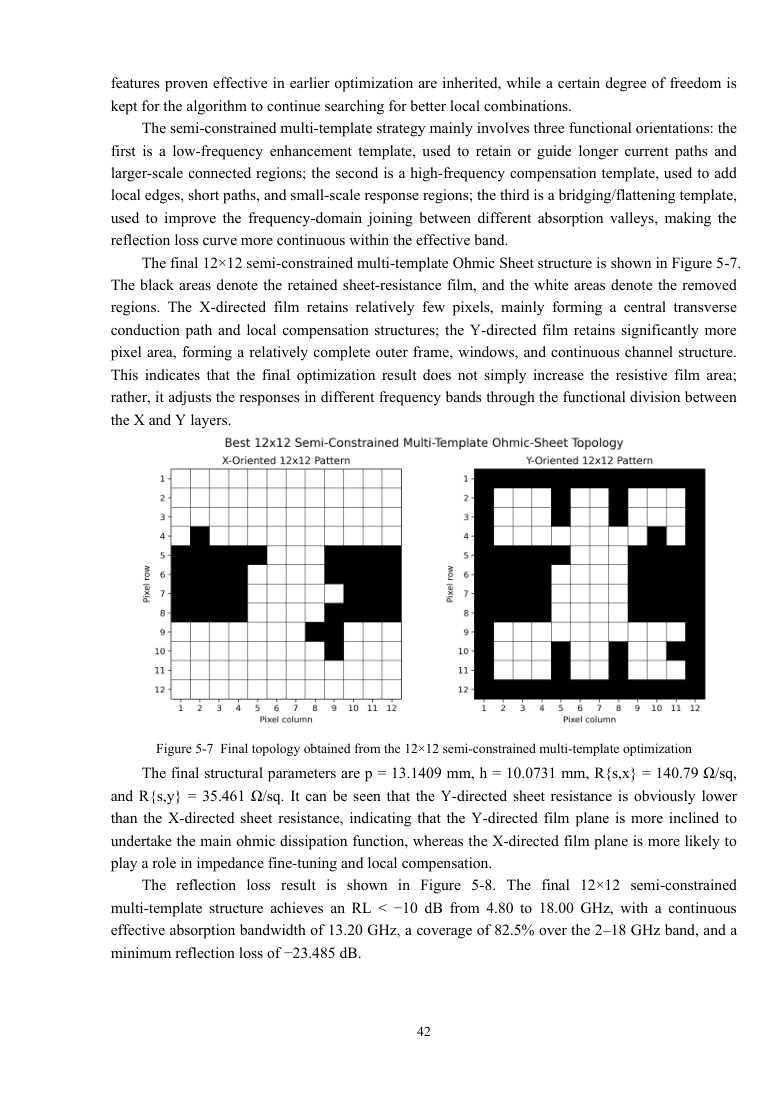 features proven effective in earlier optimization are inherited, while a certain degree of freedom is
kept for the algorithm to continue searching for better local combinations.
The semi-constrained multi-template strategy mainly involves three functional orientations: the
first is a low-frequency enhancement template, used to retain or guide longer current paths and
larger-scale connected regions; the second is a high-frequency compensation template, used to add
local edges, short paths, and small-scale response regions; the third is a bridging/flattening template,
used to improve the frequency-domain joining between different absorption valleys, making the
reflection loss curve more continuous within the effective band.
The final 12×12 semi-constrained multi-template Ohmic Sheet structure is shown in Figure 5-7.
The black areas denote the retained sheet-resistance film, and the white areas denote the removed
regions. The X-directed film retains relatively few pixels, mainly forming a central transverse
conduction path and local compensation structures; the Y-directed film retains significantly more
pixel area, forming a relatively complete outer frame, windows, and continuous channel structure.
This indicates that the final optimization result does not simply increase the resistive film area;
rather, it adjusts the responses in different frequency bands through the functional division between
the X and Y layers.
Best 12x12 Semi-Constrained Multi-Template Ohmic-Sheet Topology
X-Oriented 12x12 Pattern
1
2
3
4
5
6
7
8
9
10
11
12
Pixel row
1 2 3 4 5 6 7 8 9 10 11 12
Pixel column
Y-Oriented 12x12 Pattern
1
2
3
4
5
6
7
8
9
10
11
12
Pixel row
1 2 3 4 5 6 7 8 9 10 11 12
Pixel column
Figure 5-7 Final topology obtained from the 12×12 semi-constrained multi-template optimization
The final structural parameters are p = 13.1409 mm, h = 10.0731 mm, R{s,x} = 140.79 Ω/sq,
and R{s,y} = 35.461 Ω/sq. It can be seen that the Y-directed sheet resistance is obviously lower
than the X-directed sheet resistance, indicating that the Y-directed film plane is more inclined to
undertake the main ohmic dissipation function, whereas the X-directed film plane is more likely to
play a role in impedance fine-tuning and local compensation.
The reflection loss result is shown in Figure 5-8. The final 12×12 semi-constrained
multi-template structure achieves an RL < −10 dB from 4.80 to 18.00 GHz, with a continuous
effective absorption bandwidth of 13.20 GHz, a coverage of 82.5% over the 2–18 GHz band, and a
minimum reflection loss of −23.485 dB.
42